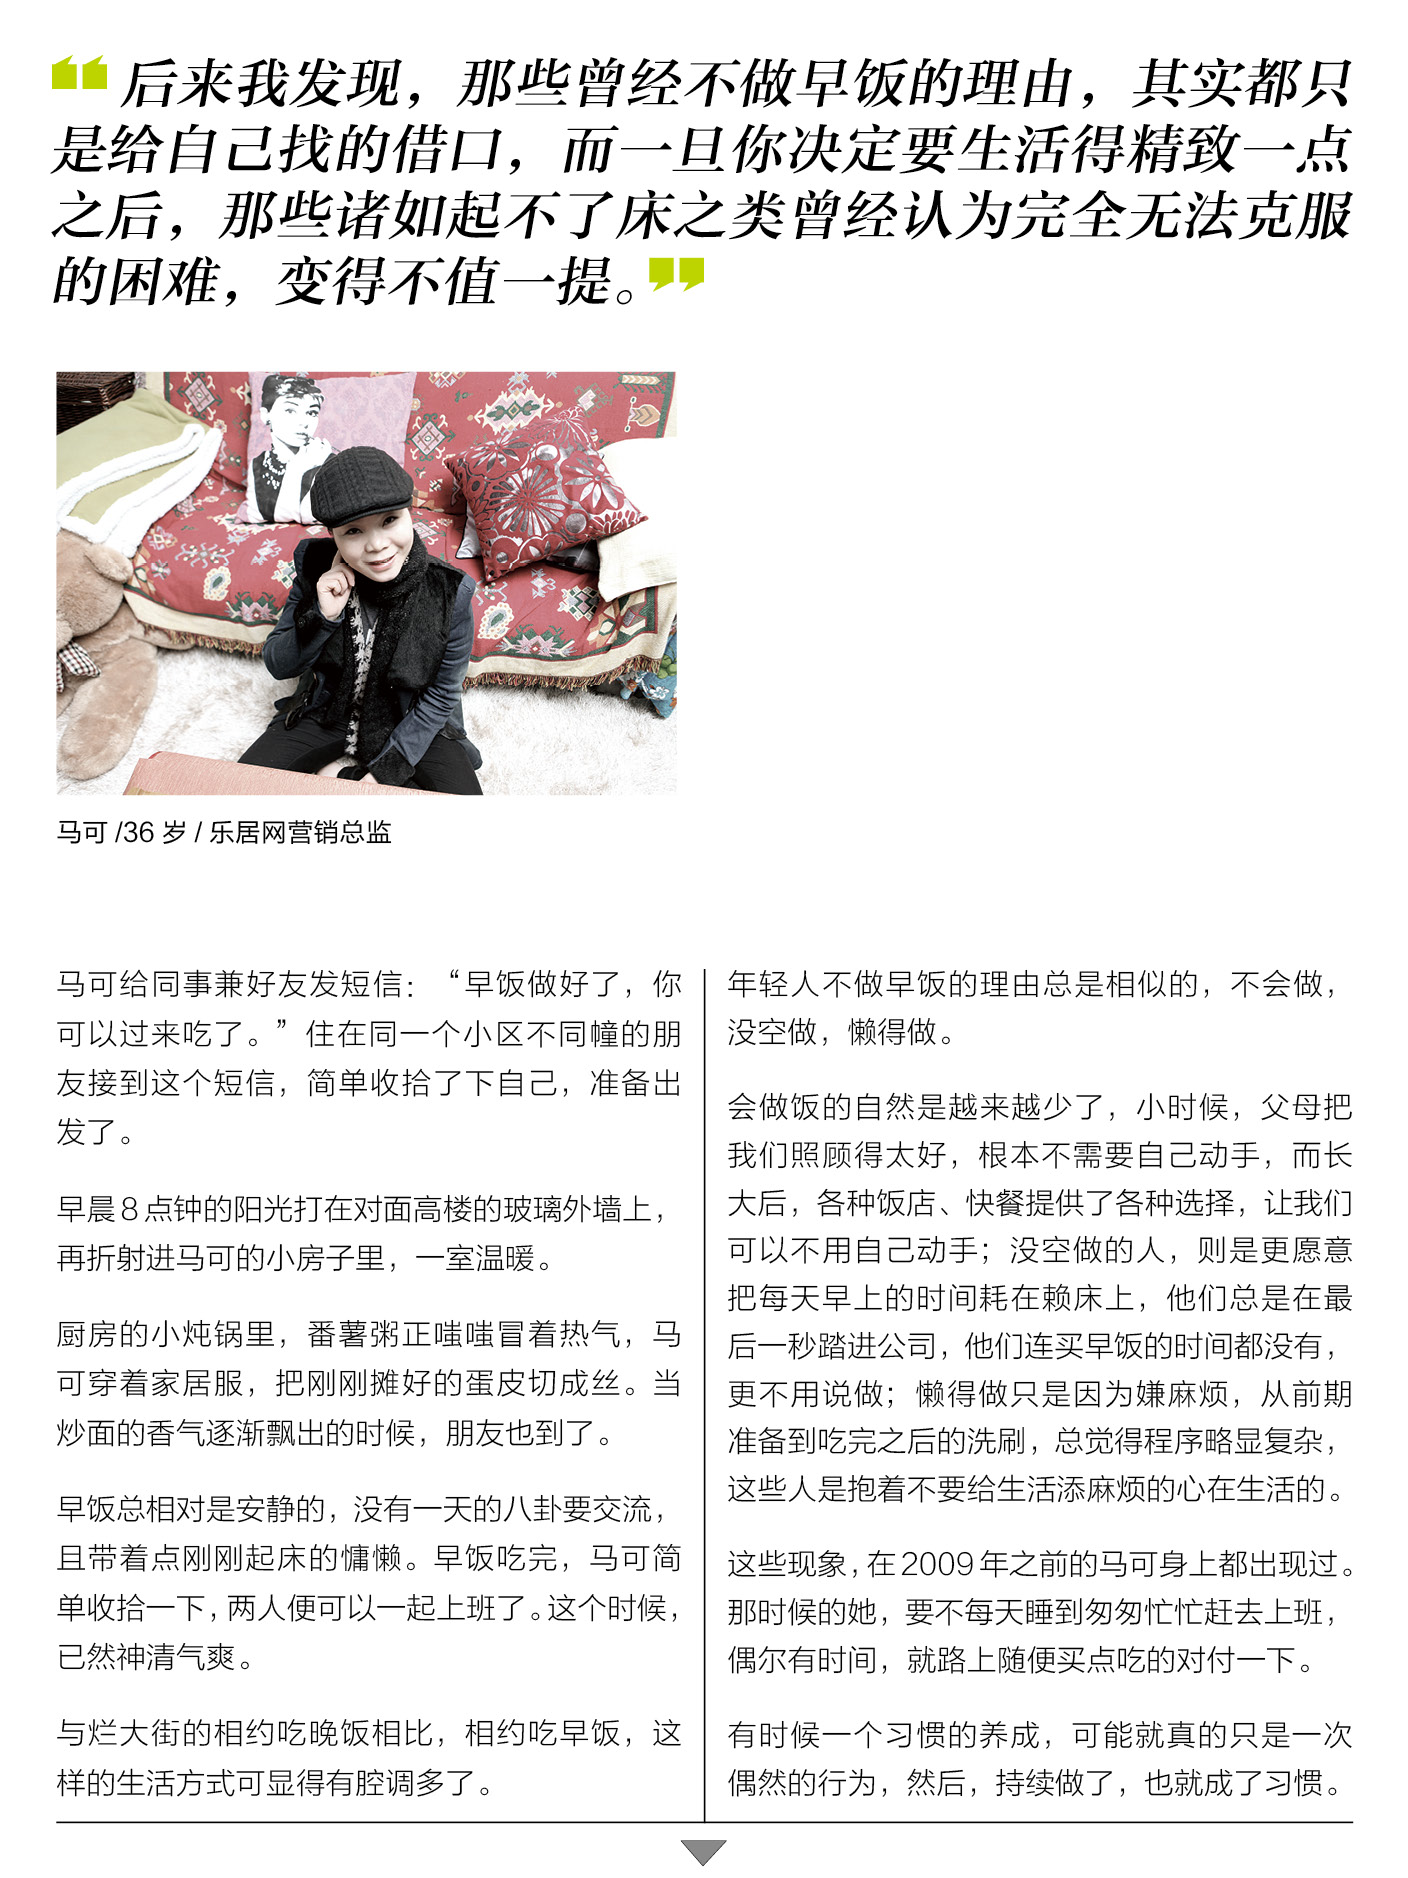 “后来我发现，那些曾经不做早饭的理由，其实都只
是给自己找的借口，而一旦你决定要生活得精致一点
之后，那些诸如起不了床之类曾经认为完全无法克服
的困难，变得不值一提。”
马可 /36 岁 / 乐居网营销总监
马可给同事兼好友发短信：“早饭做好了，你
可以过来吃了。”住在同一个小区不同幢的朋
友接到这个短信，简单收拾了下自己，准备出
发了。
早晨8点钟的阳光打在对面高楼的玻璃外墙上，
再折射进马可的小房子里，一室温暖。
厨房的小炖锅里，番薯粥正嗤嗤冒着热气，马
可穿着家居服，把刚刚摊好的蛋皮切成丝。当
炒面的香气逐渐飘出的时候，朋友也到了。
早饭总相对是安静的，没有一天的八卦要交流，
且带着点刚刚起床的慵懒。早饭吃完，马可简
单收拾一下，两人便可以一起上班了。这个时候，
已然神清气爽。
与烂大街的相约吃晚饭相比，相约吃早饭，这
样的生活方式可显得有腔调多了。
年轻人不做早饭的理由总是相似的，不会做，
没空做，懒得做。
会做饭的自然是越来越少了，小时候，父母把
我们照顾得太好，根本不需要自己动手，而长
大后，各种饭店、快餐提供了各种选择，让我们
可以不用自己动手；没空做的人，则是更愿意
把每天早上的时间耗在赖床上，他们总是在最
后一秒踏进公司，他们连买早饭的时间都没有，
更不用说做；懒得做只是因为嫌麻烦，从前期
准备到吃完之后的洗刷，总觉得程序略显复杂，
这些人是抱着不要给生活添麻烦的心在生活的。
这些现象，在2009年之前的马可身上都出现过。
那时候的她，要不每天睡到匆匆忙忙赶去上班，
偶尔有时间，就路上随便买点吃的对付一下。
有时候一个习惯的养成，可能就真的只是一次
偶然的行为，然后，持续做了，也就成了习惯。